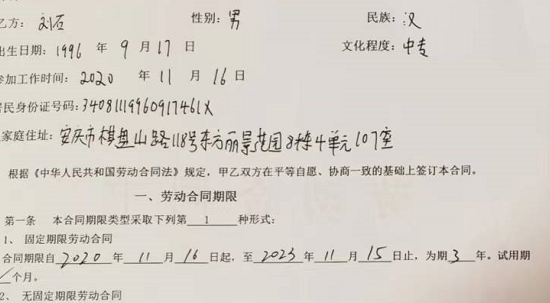 乙方：刘石 性别：男 民族：汉
出生日期：1996 年 9 月 17 日 文化程度：中专
参加工作时间：2020 年 11 月 16 日
居民身份证号码：34081119960917461X
家庭住址：安庆市棋盘山路118号东方丽景花园8栋4单元107室
根据《中华人民共和国劳动合同法》规定，甲乙双方在平等自愿、协商一致的基础上签订本合同。
一、劳动合同期限
第一条 本合同期限类型采取下列第 1 种形式：
1、 固定期限劳动合同
合同期限自 2020 年 11 月 16 日起，至 2023 年 11 月 15 日止，为期 3 年。试用期
个月。
2、 无固定期限劳动合同